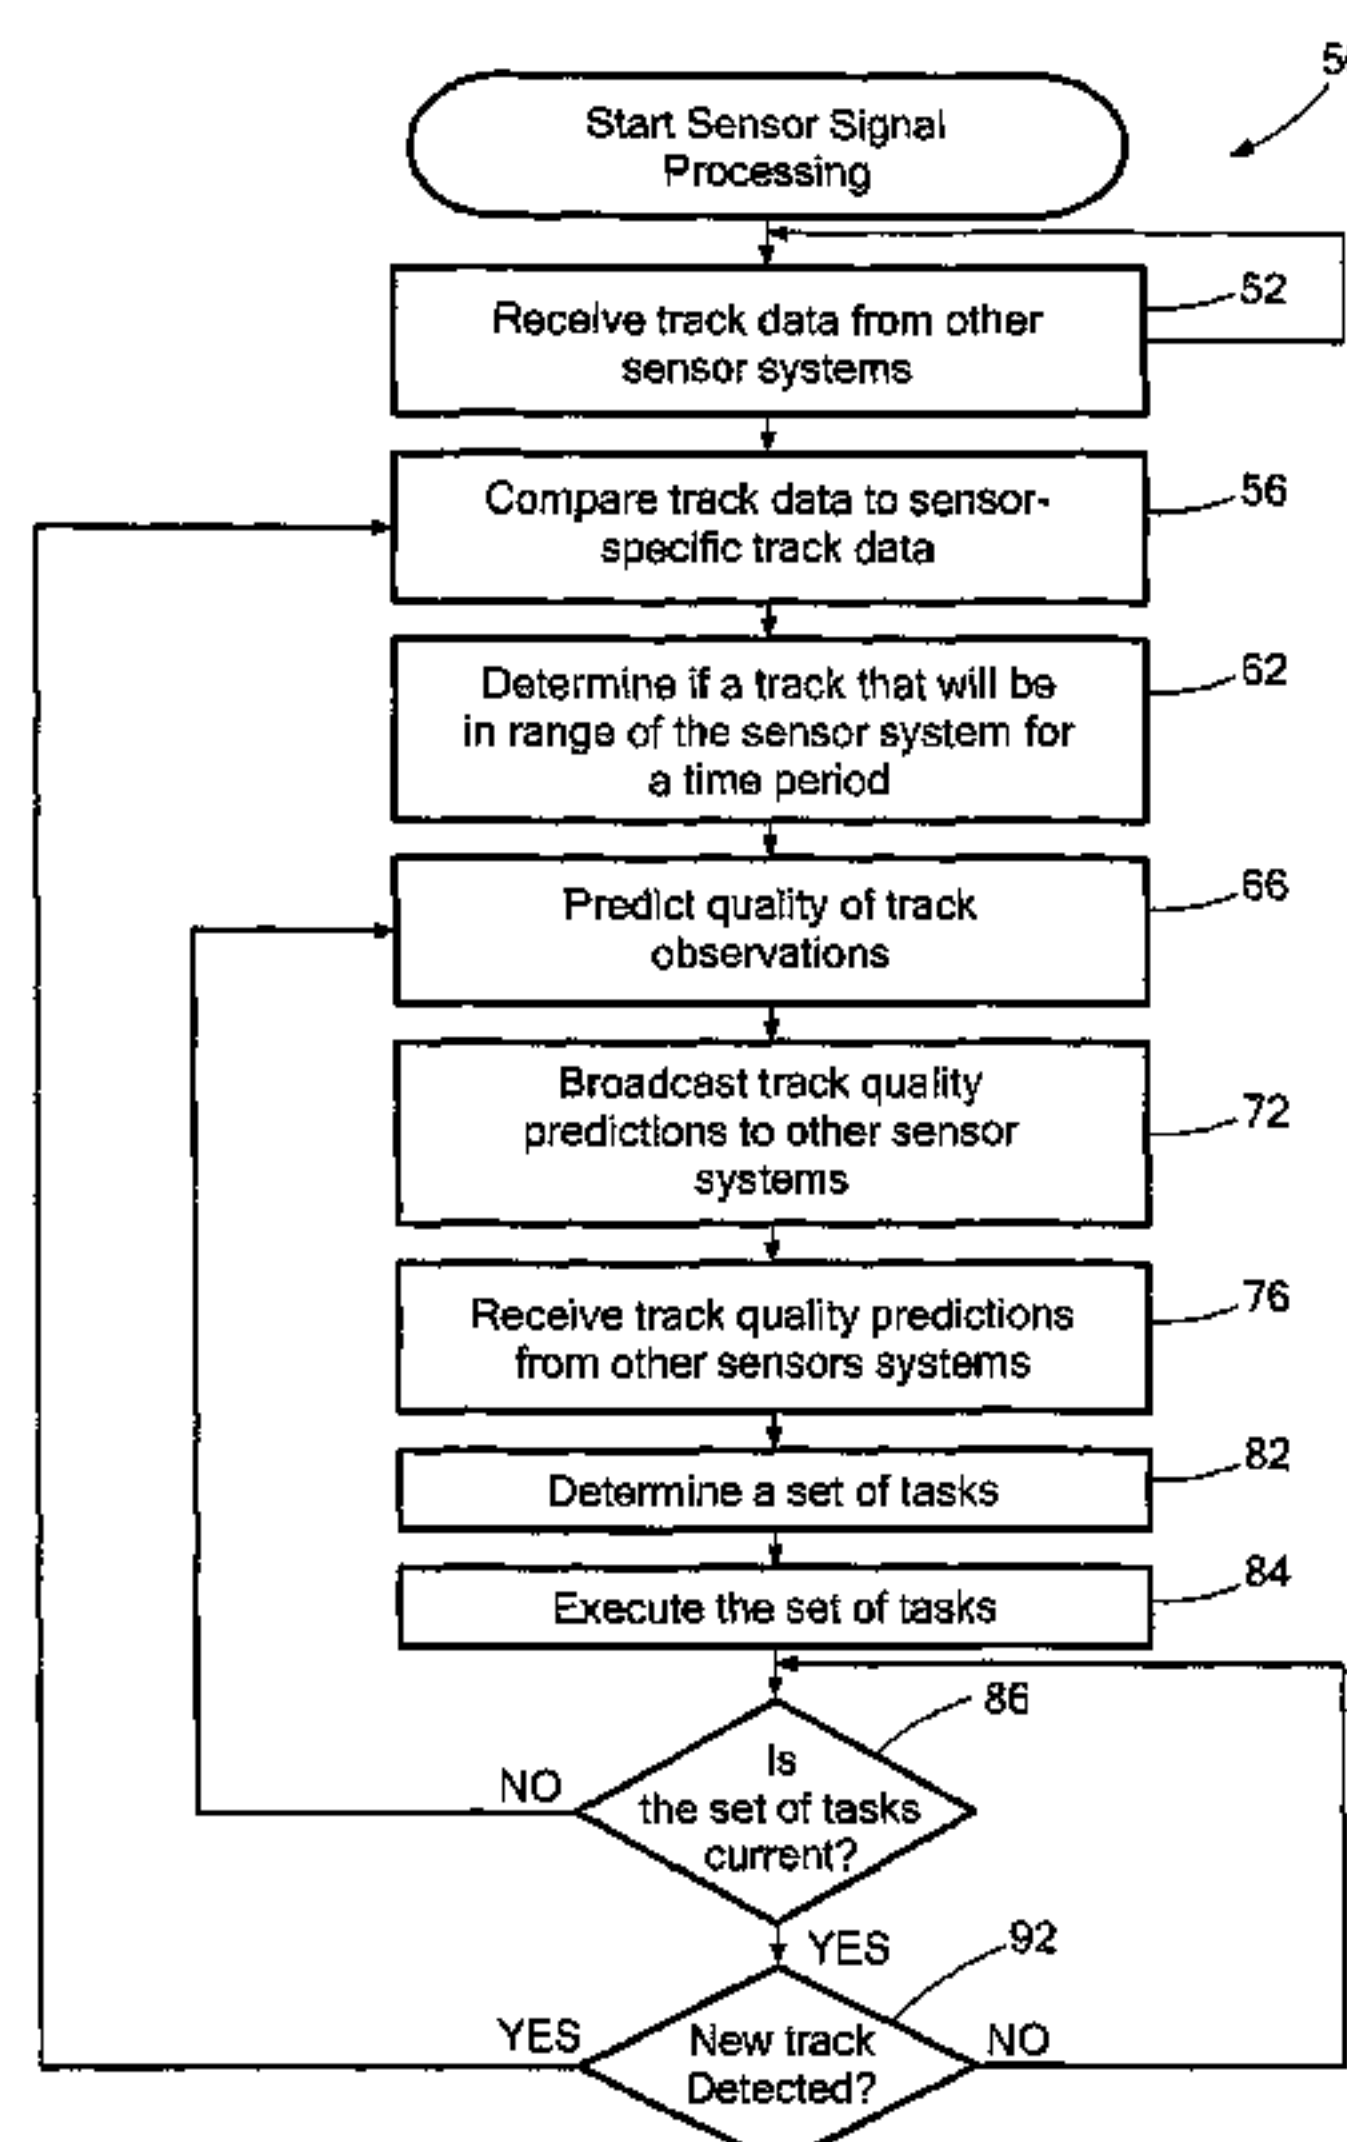 Start Sensor Signal
Processing
Receive track data from other
sensor systems
52
Compare track data to sensor-
specific track data
56
Determine if a track that will be
in range of the sensor system for
a time period
62
Predict quality of track
observations
66
Broadcast track quality
predictions to other sensor
systems
72
Receive track quality predictions
from other sensors systems
76
Determine a set of tasks
82
Execute the set of tasks
84
86
Is
the set of tasks
current?
NO
YES
92
New track
Detected?
YES
NO